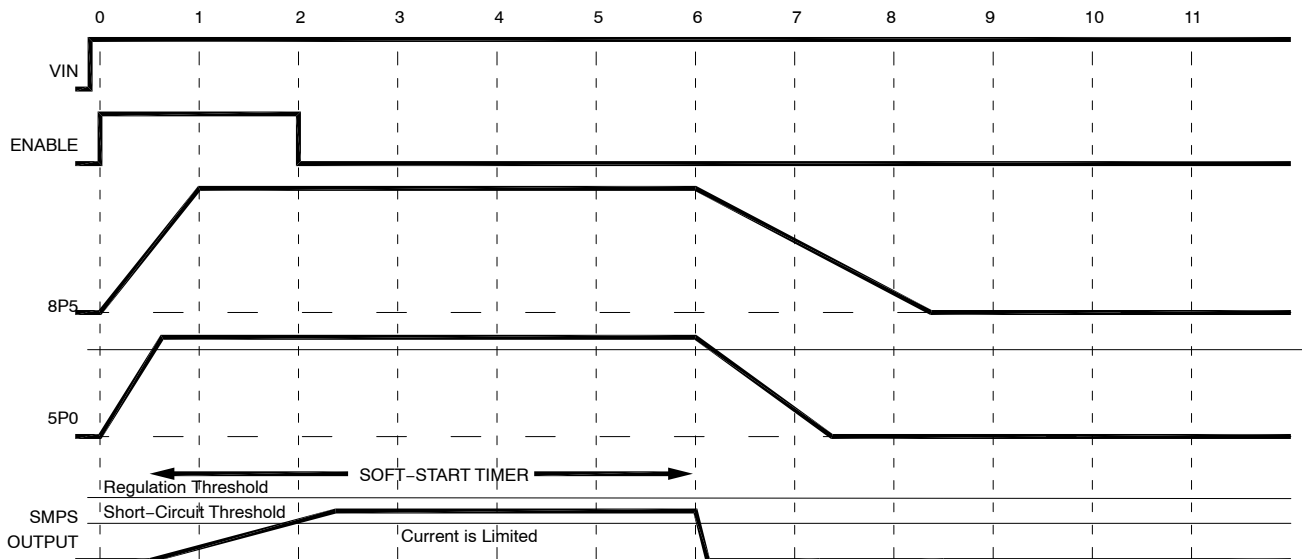 0 1 2 3 4 5 6 7 8 9 10 11
VIN
ENABLE
8P5
5P0
SOFT−START TIMER
Regulation Threshold
Short−Circuit Threshold
SMPS
OUTPUT
Current is Limited